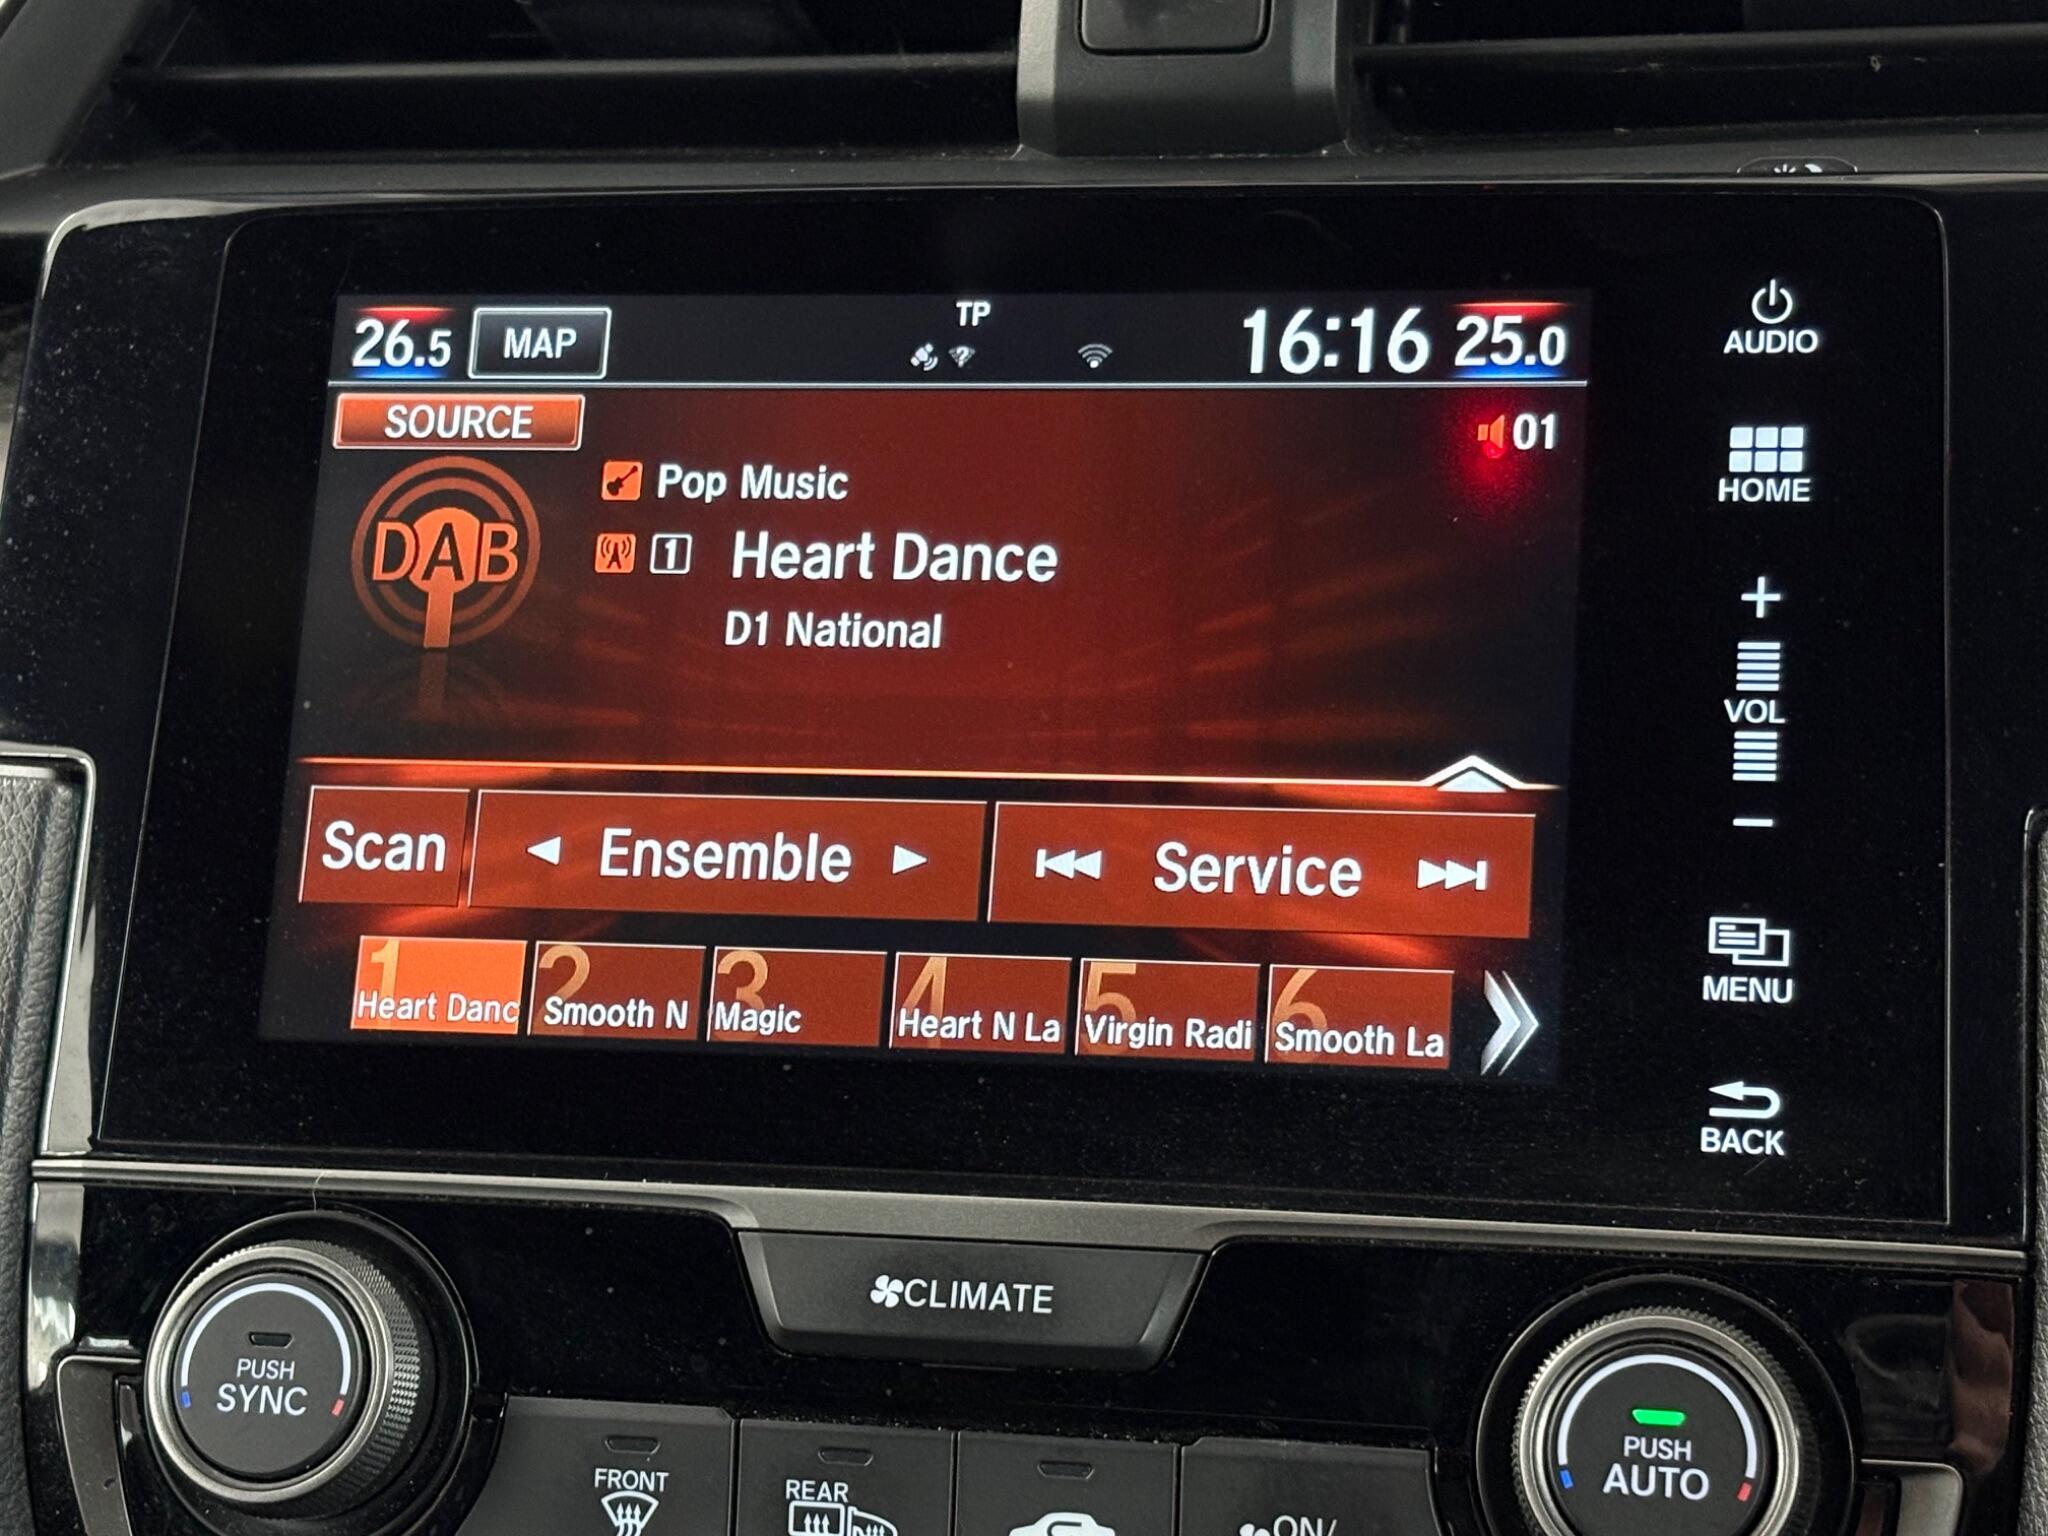 26.5 MAP TP 16:16 25.0
AUDIO
SOURCE
01
Pop Music
DAB
1 Heart Dance
D1 National
HOME
+
VOL
−
Scan Ensemble Service
1 Heart Danc
2 Smooth N
3 Magic
4 Heart N La
5 Virgin Radi
6 Smooth La
MENU
BACK
CLIMATE
PUSH
SYNC
FRONT
REAR
ON/
PUSH
AUTO